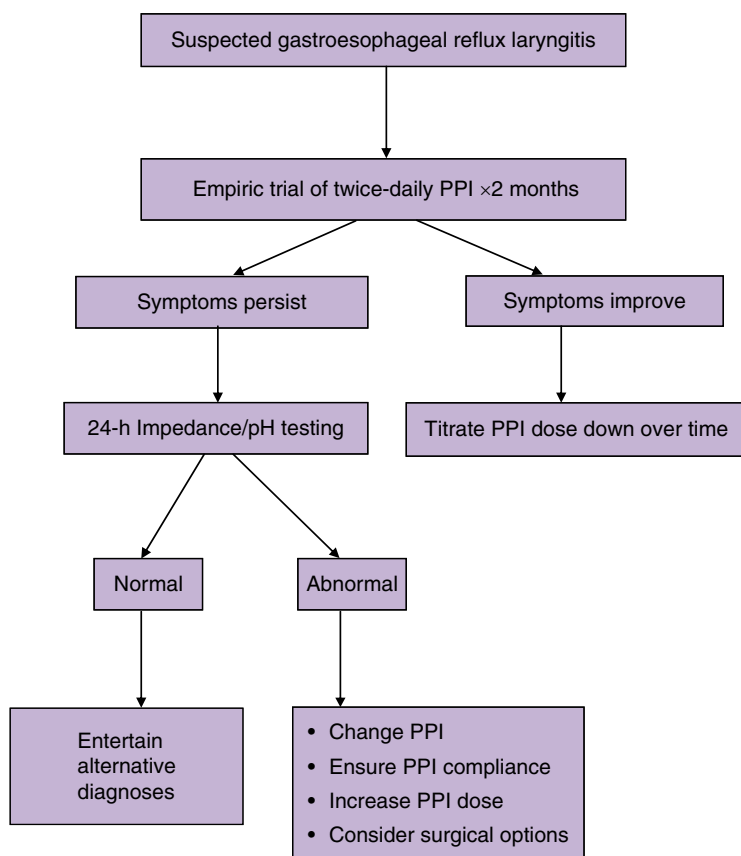 Suspected gastroesophageal reflux laryngitis
Empiric trial of twice-daily PPI ×2 months
Symptoms persist
Symptoms improve
24-h Impedance/pH testing
Titrate PPI dose down over time
Normal
Abnormal
Entertain
alternative
diagnoses
• Change PPI
• Ensure PPI compliance
• Increase PPI dose
• Consider surgical options